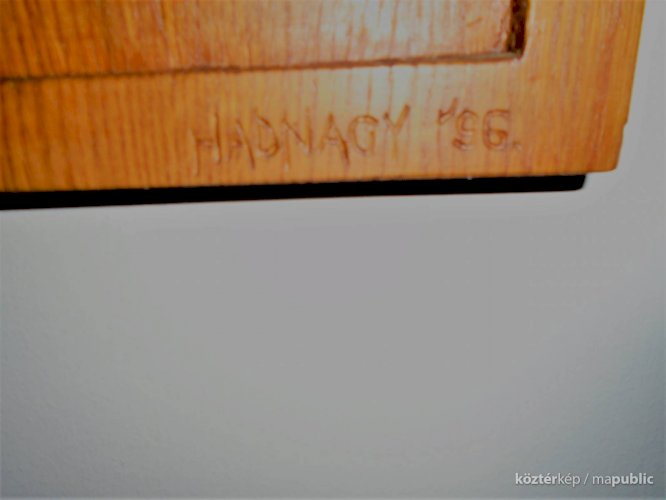 HADNAGY '96.
köztérkép / mapublic